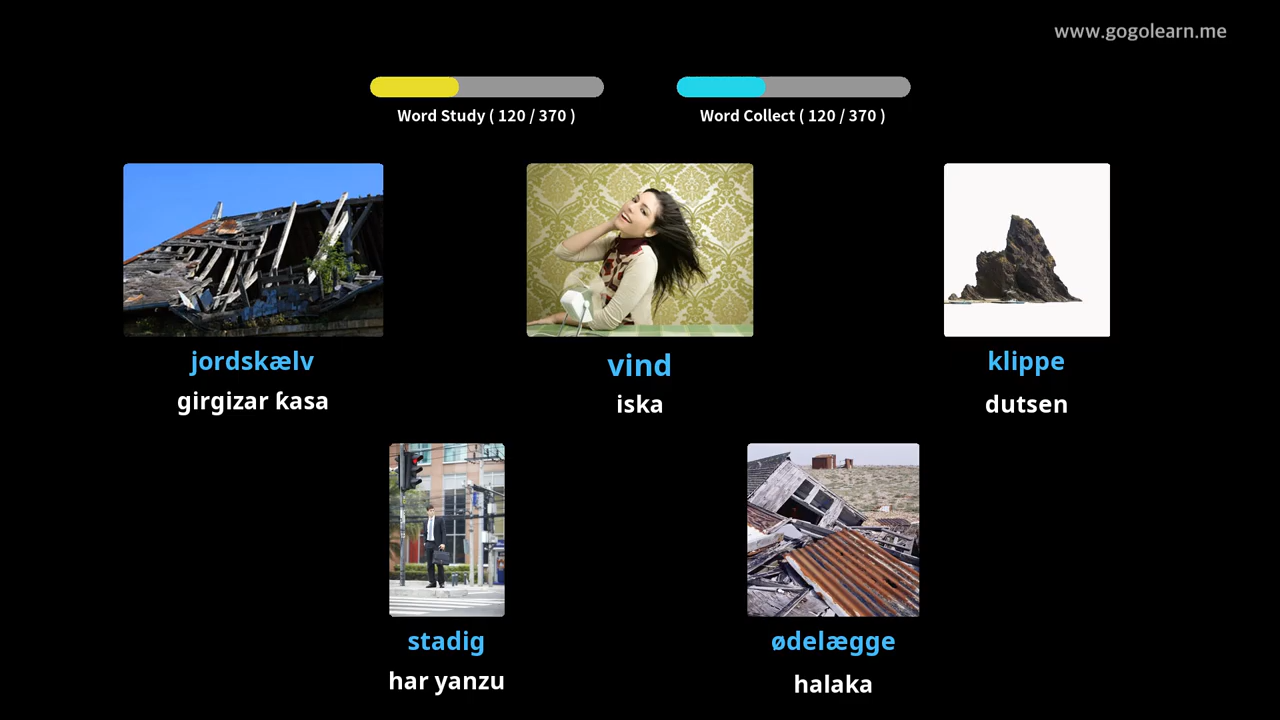 www.gogolearn.me
Word Study ( 120 / 370 )
Word Collect ( 120 / 370 )
jordskælv
vind
klippe
girgizar ƙasa
iska
dutsen
stadig
ødelægge
har yanzu
halaka